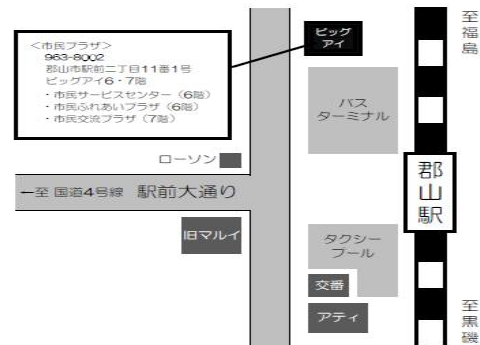 至福島
ビッグ
アイ
＜市民プラザ＞
963-8002
郡山市駅前二丁目11番1号
ビッグアイ6・7階
・市民サービスセンター（6階）
・市民ふれあいプラザ（6階）
・市民交流プラザ（7階）
バス
ターミナル
ローソン
郡山駅
←至 国道4号線 駅前大通り
旧マルイ
タクシー
プール
交番
アティ
至黒磯